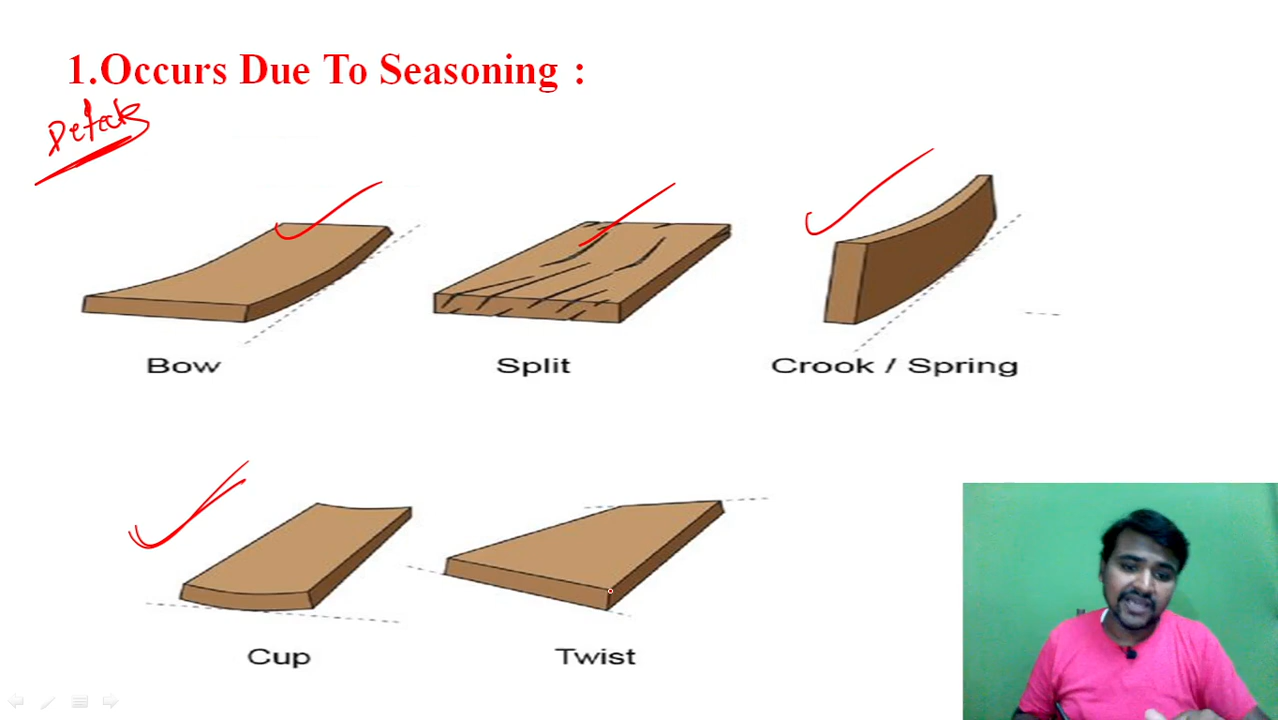 1.Occurs Due To Seasoning :
Defects
Bow
Split
Crook / Spring
Cup
Twist